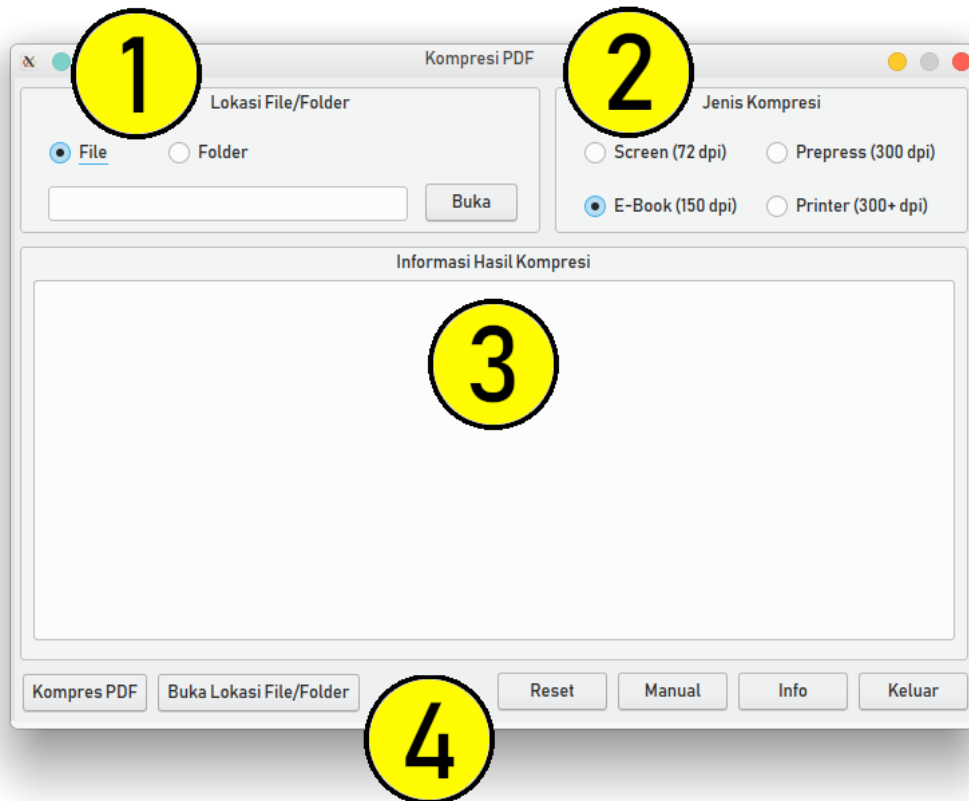 1
2
Kompresi PDF
Lokasi File/Folder
Jenis Kompresi
File
Folder
Screen (72 dpi)
Prepress (300 dpi)
Buka
E-Book (150 dpi)
Printer (300+ dpi)
Informasi Hasil Kompresi
3
Kompres PDF
Buka Lokasi File/Folder
Reset
Manual
Info
Keluar
4